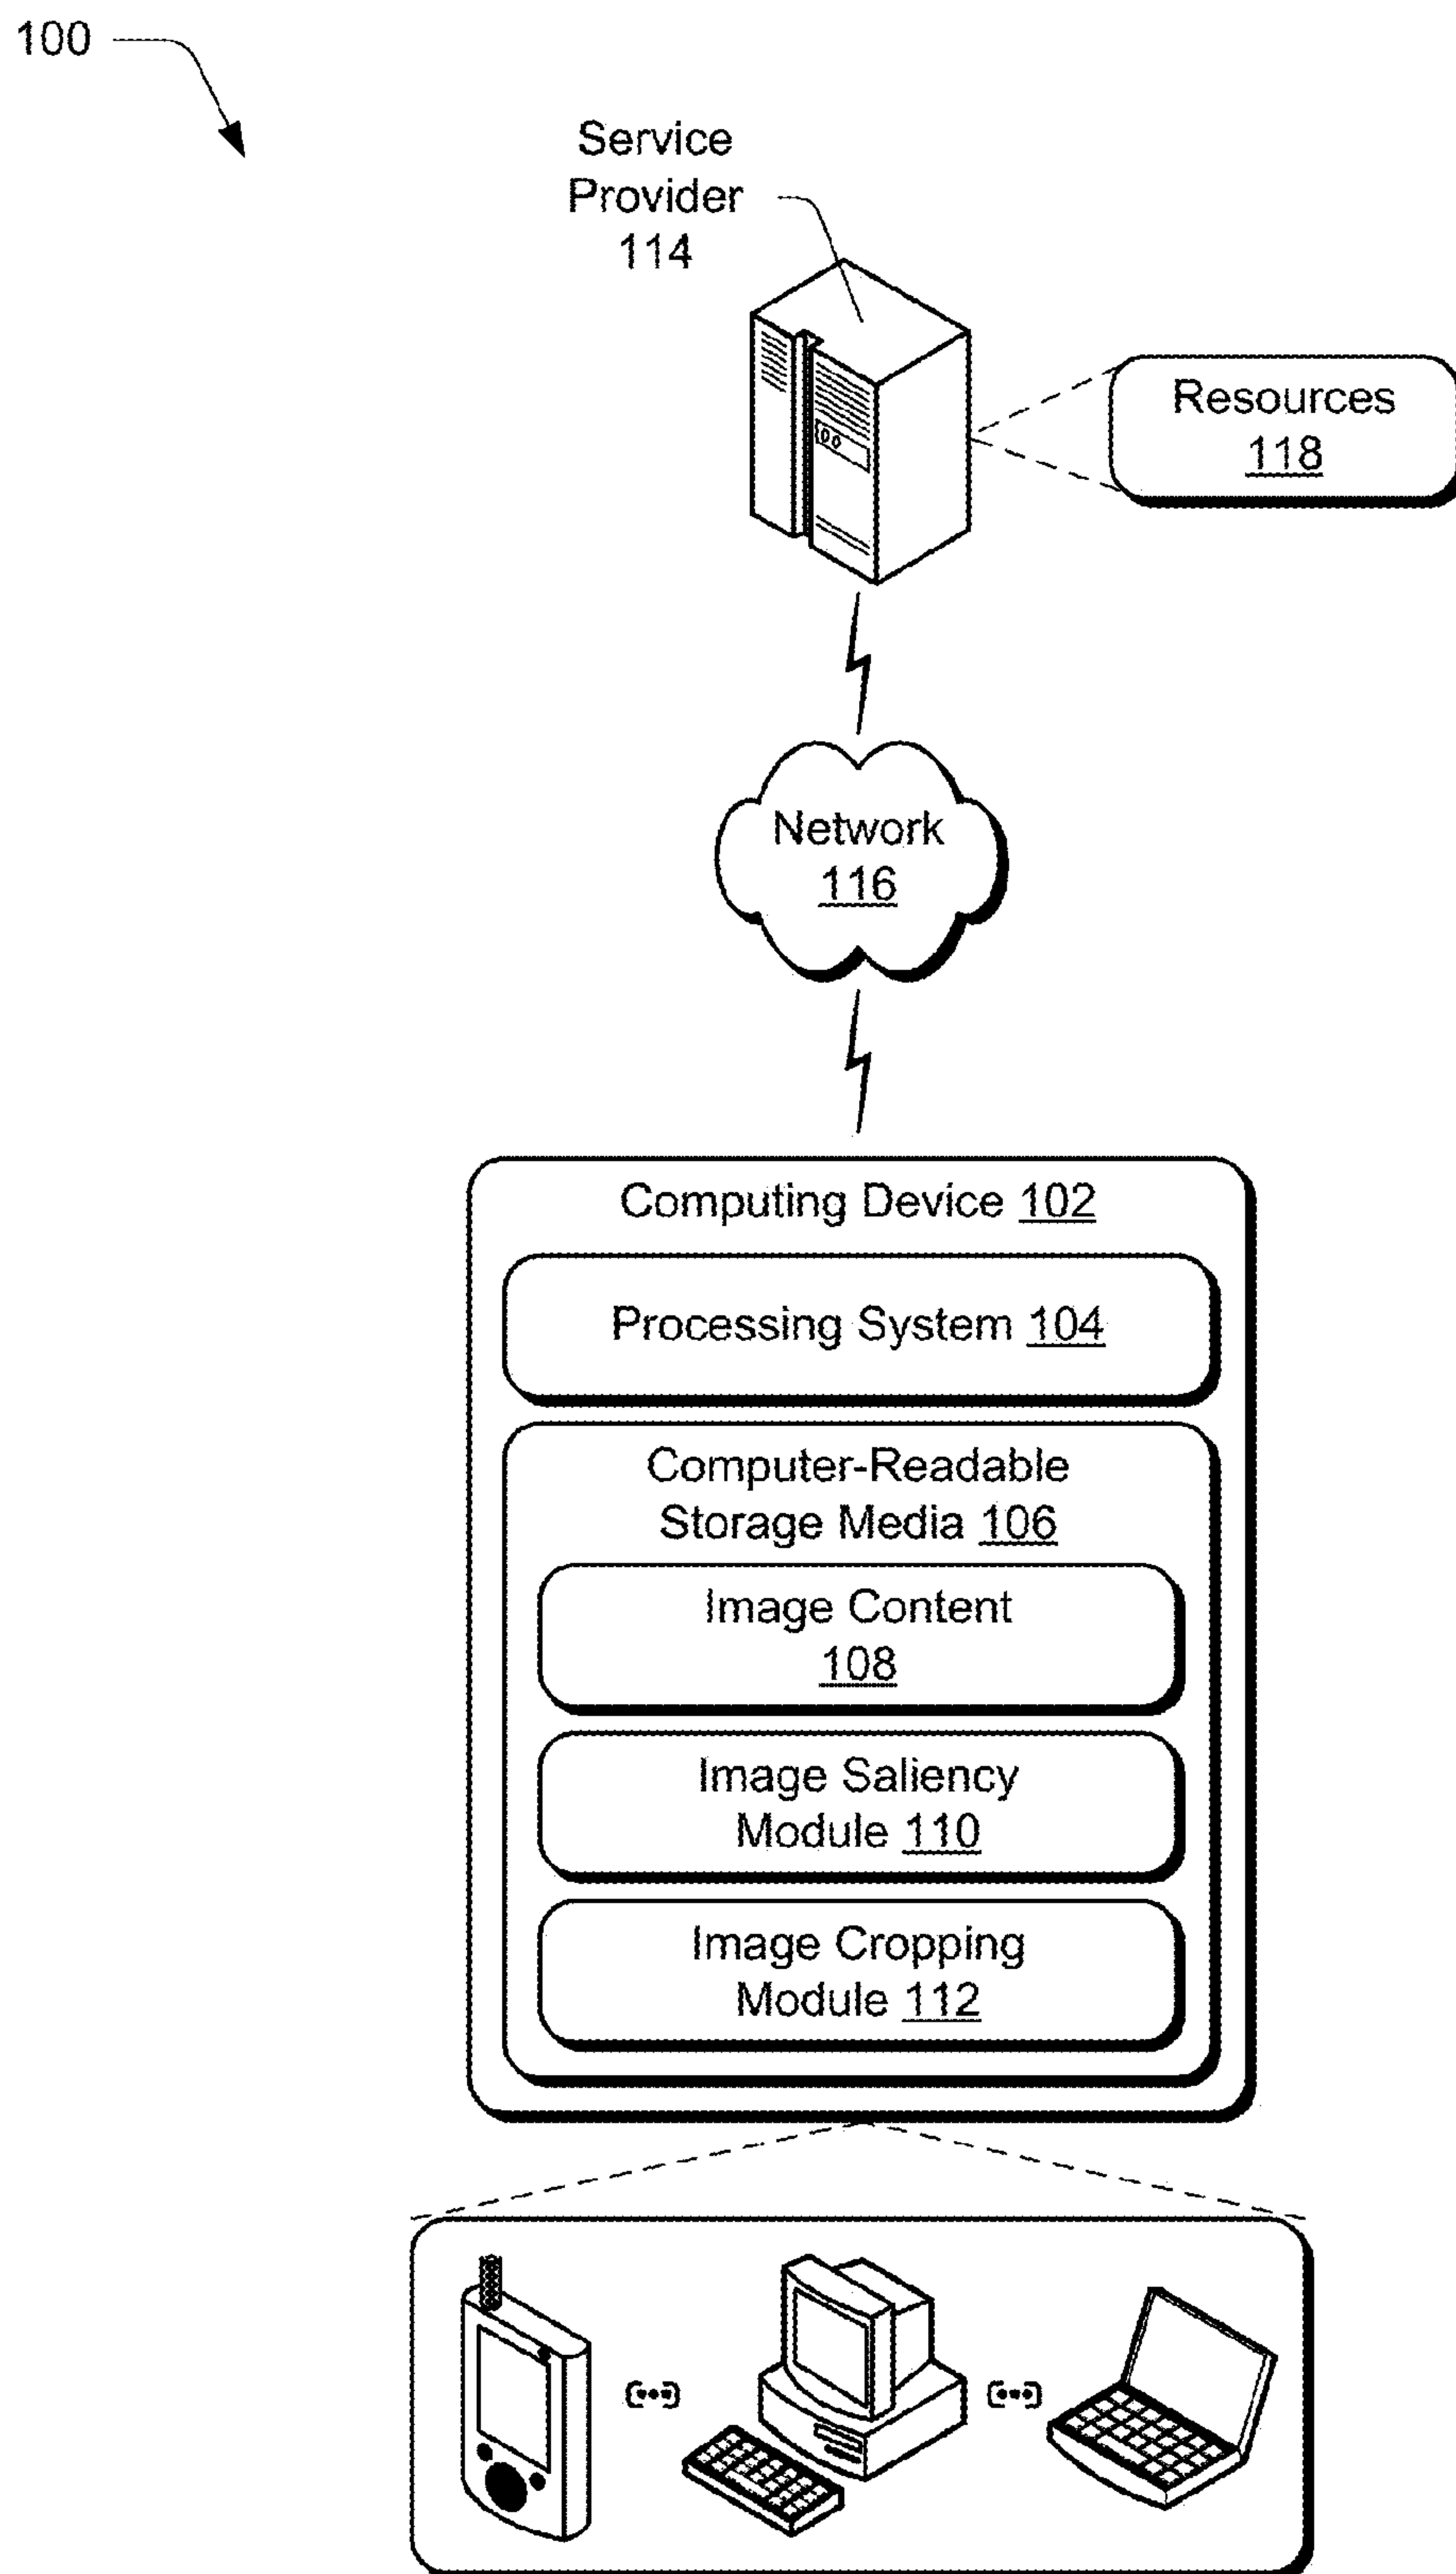 100
Service
Provider
114
Resources
118
Network
116
Computing Device 102
Processing System 104
Computer-Readable
Storage Media 106
Image Content
108
Image Saliency
Module 110
Image Cropping
Module 112